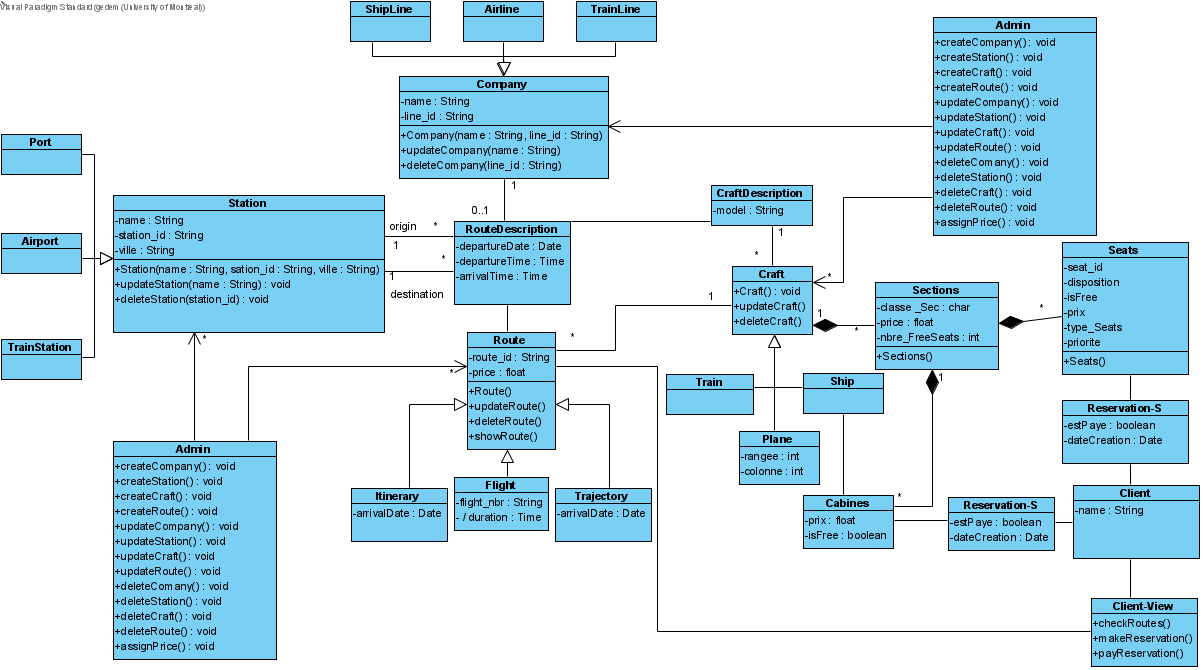 Visual Paradigm Standard(gedem (University of Montreal))
ShipLine
Airline
TrainLine
Company
-name : String
-line_id : String
+Company(name : String, line_id : String)
+updateCompany(name : String)
+deleteCompany(line_id : String)
Admin
+createCompany() : void
+createStation() : void
+createCraft() : void
+createRoute() : void
+updateCompany() : void
+updateStation() : void
+updateCraft() : void
+updateRoute() : void
+deleteComany() : void
+deleteStation() : void
+deleteCraft() : void
+deleteRoute() : void
+assignPrice() : void
Port
Airport
TrainStation
Station
-name : String
-station_id : String
-ville : String
+Station(name : String, sation_id : String, ville : String)
+updateStation(name : String) : void
+deleteStation(station_id) : void
1
0..1
origin
*
1
*
1
destination
RouteDescription
-departureDate : Date
-departureTime : Time
-arrivalTime : Time
CraftDescription
-model : String
1
*
Craft
+Craft() : void
+updateCraft()
+deleteCraft()
*
1
*
1
*
Sections
-classe _Sec : char
-price : float
-nbre_FreeSeats : int
+Sections()
*
1
Seats
-seat_id
-disposition
-isFree
-prix
-type_Seats
-priorite
+Seats()
Route
-route_id : String
-price : float
+Route()
+updateRoute()
+deleteRoute()
+showRoute()
*
*
Train
Ship
Plane
-rangee : int
-colonne : int
Reservation-S
-estPaye : boolean
-dateCreation : Date
Admin
+createCompany() : void
+createStation() : void
+createCraft() : void
+createRoute() : void
+updateCompany() : void
+updateStation() : void
+updateCraft() : void
+updateRoute() : void
+deleteComany() : void
+deleteStation() : void
+deleteCraft() : void
+deleteRoute() : void
+assignPrice() : void
Itinerary
-arrivalDate : Date
Flight
-flight_nbr : String
- / duration : Time
Trajectory
-arrivalDate : Date
Cabines
-prix : float
-isFree : boolean
*
Reservation-S
-estPaye : boolean
-dateCreation : Date
Client
-name : String
Client-View
+checkRoutes()
+makeReservation()
+payReservation()